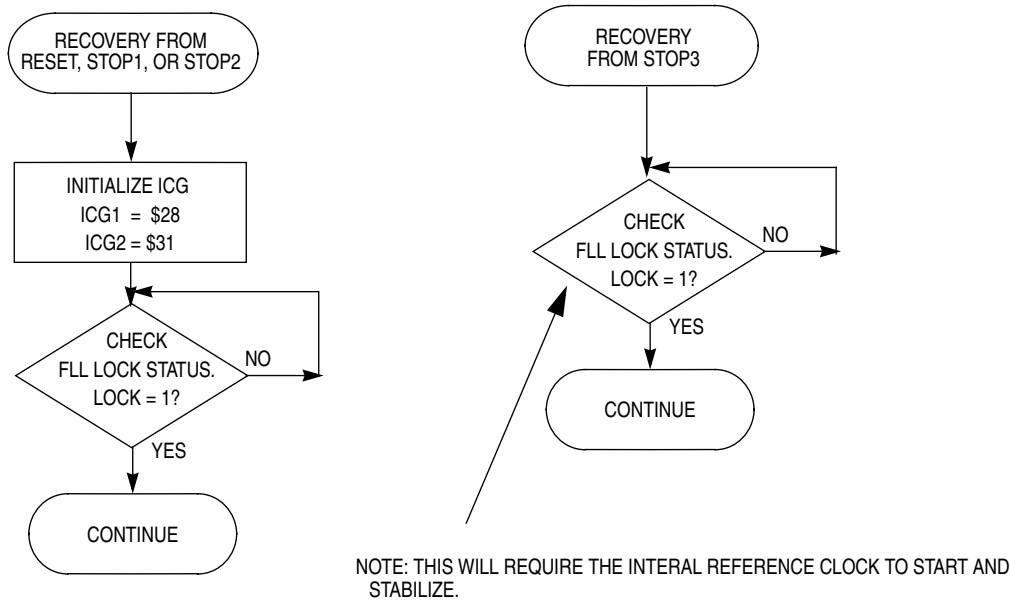 RECOVERY FROM
RESET, STOP1, OR STOP2
INITIALIZE ICG
ICG1 = $28
ICG2 = $31
CHECK
FLL LOCK STATUS.
LOCK = 1?
NO
YES
CONTINUE
RECOVERY
FROM STOP3
CHECK
FLL LOCK STATUS.
LOCK = 1?
NO
YES
CONTINUE
NOTE: THIS WILL REQUIRE THE INTERAL REFERENCE CLOCK TO START AND
STABILIZE.